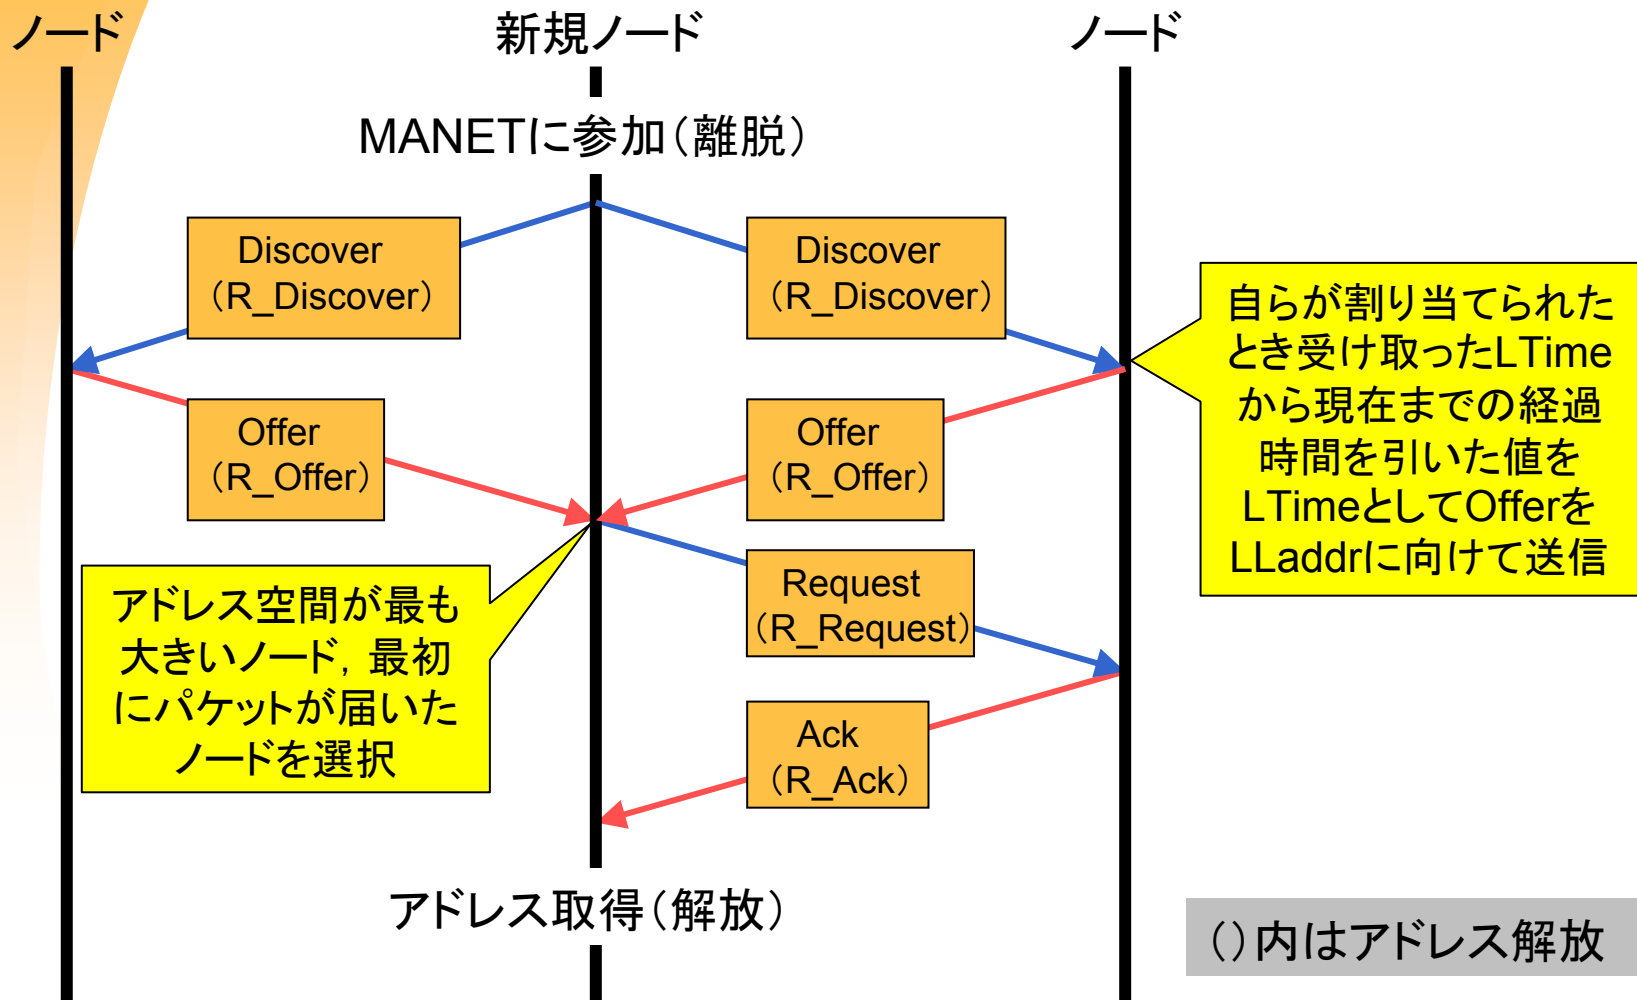 ノード
新規ノード
ノード
MANETに参加（離脱）
Discover
（R_Discover）
Discover
（R_Discover）
自らが割り当てられた
とき受け取ったLTime
から現在までの経過
時間を引いた値を
LTimeとしてOfferを
LLaddrに向けて送信
Offer
（R_Offer）
Offer
（R_Offer）
アドレス空間が最も
大きいノード，最初
にパケットが届いた
ノードを選択
Request
（R_Request）
Ack
（R_Ack）
アドレス取得（解放）
（）内はアドレス解放